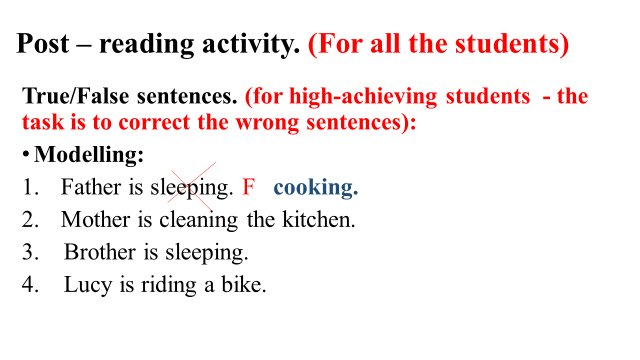 Post – reading activity. (For all the students)
True/False sentences. (for high-achieving students - the
task is to correct the wrong sentences):
• Modelling:
1. Father is sleeping. F cooking.
2. Mother is cleaning the kitchen.
3. Brother is sleeping.
4. Lucy is riding a bike.